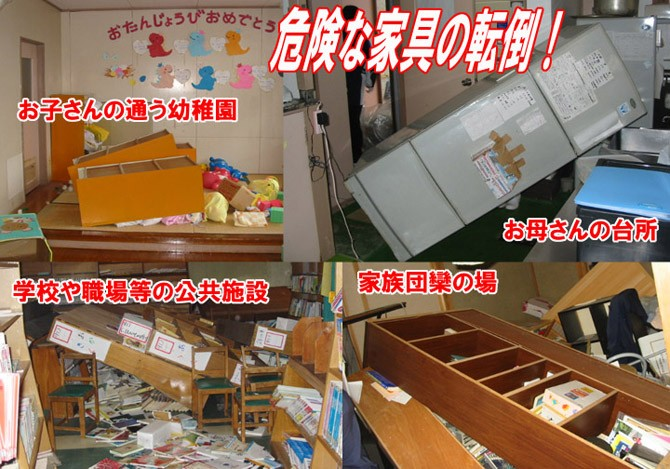 おたんじょうびおめでとう
危険な家具の転倒！
お子さんの通う幼稚園
お母さんの台所
学校や職場等の公共施設
家族団欒の場